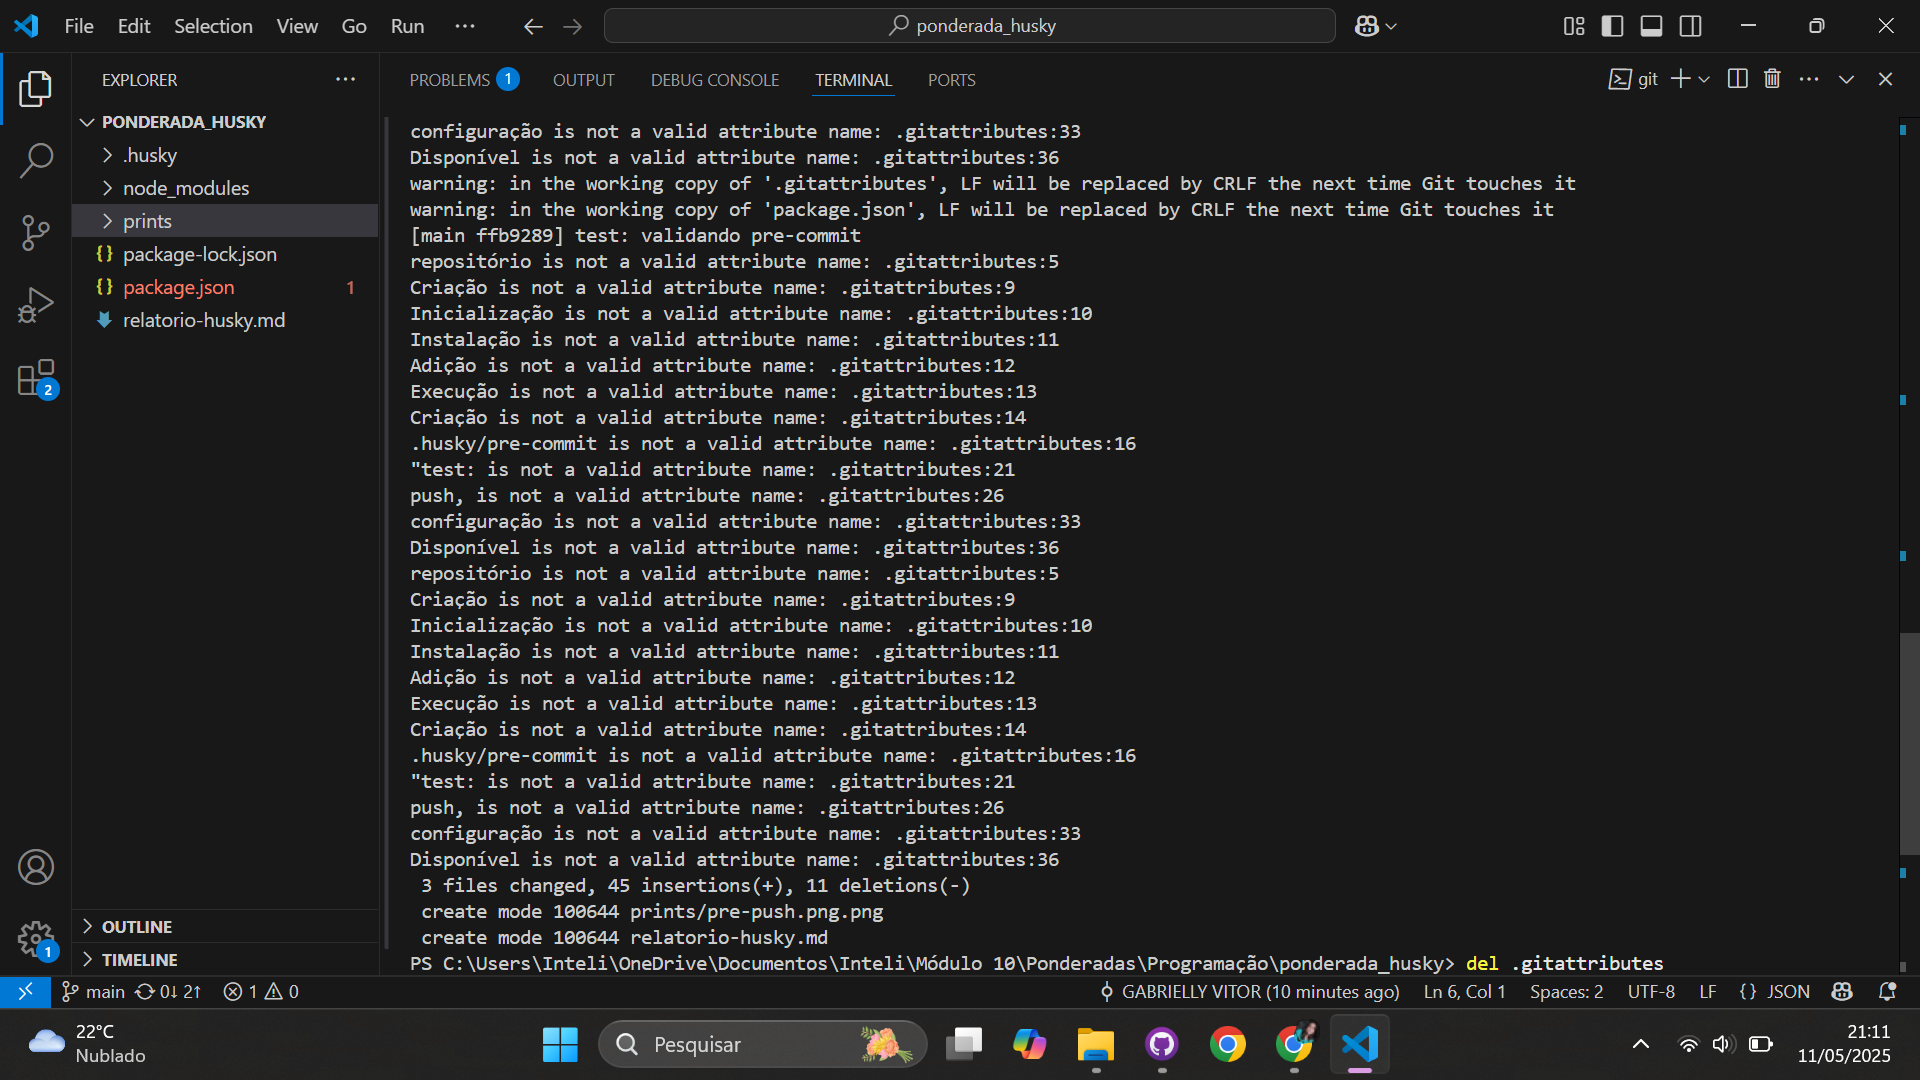 File Edit Selection View Go Run ponderada_husky
EXPLORER
PONDERADA_HUSKY
.husky
node_modules
prints
{} package-lock.json
{} package.json 1
relatorio-husky.md
OUTLINE
TIMELINE
2
1
PROBLEMS 1 OUTPUT DEBUG CONSOLE TERMINAL PORTS git
configuração is not a valid attribute name: .gitattributes:33
Disponível is not a valid attribute name: .gitattributes:36
warning: in the working copy of '.gitattributes', LF will be replaced by CRLF the next time Git touches it
warning: in the working copy of 'package.json', LF will be replaced by CRLF the next time Git touches it
[main ffb9289] test: validando pre-commit
repositório is not a valid attribute name: .gitattributes:5
Criação is not a valid attribute name: .gitattributes:9
Inicialização is not a valid attribute name: .gitattributes:10
Instalação is not a valid attribute name: .gitattributes:11
Adição is not a valid attribute name: .gitattributes:12
Execução is not a valid attribute name: .gitattributes:13
Criação is not a valid attribute name: .gitattributes:14
.husky/pre-commit is not a valid attribute name: .gitattributes:16
"test: is not a valid attribute name: .gitattributes:21
push, is not a valid attribute name: .gitattributes:26
configuração is not a valid attribute name: .gitattributes:33
Disponível is not a valid attribute name: .gitattributes:36
repositório is not a valid attribute name: .gitattributes:5
Criação is not a valid attribute name: .gitattributes:9
Inicialização is not a valid attribute name: .gitattributes:10
Instalação is not a valid attribute name: .gitattributes:11
Adição is not a valid attribute name: .gitattributes:12
Execução is not a valid attribute name: .gitattributes:13
Criação is not a valid attribute name: .gitattributes:14
.husky/pre-commit is not a valid attribute name: .gitattributes:16
"test: is not a valid attribute name: .gitattributes:21
push, is not a valid attribute name: .gitattributes:26
configuração is not a valid attribute name: .gitattributes:33
Disponível is not a valid attribute name: .gitattributes:36
3 files changed, 45 insertions(+), 11 deletions(-)
create mode 100644 prints/pre-push.png.png
create mode 100644 relatorio-husky.md
PS C:\Users\Inteli\OneDrive\Documentos\Inteli\Módulo 10\Ponderadas\Programação\ponderada_husky> del .gitattributes
main 0↓ 2↑ 1 0 GABRIELLY VITOR (10 minutes ago) Ln 6, Col 1 Spaces: 2 UTF-8 LF {} JSON
22°C
Nublado
Pesquisar
21:11
11/05/2025